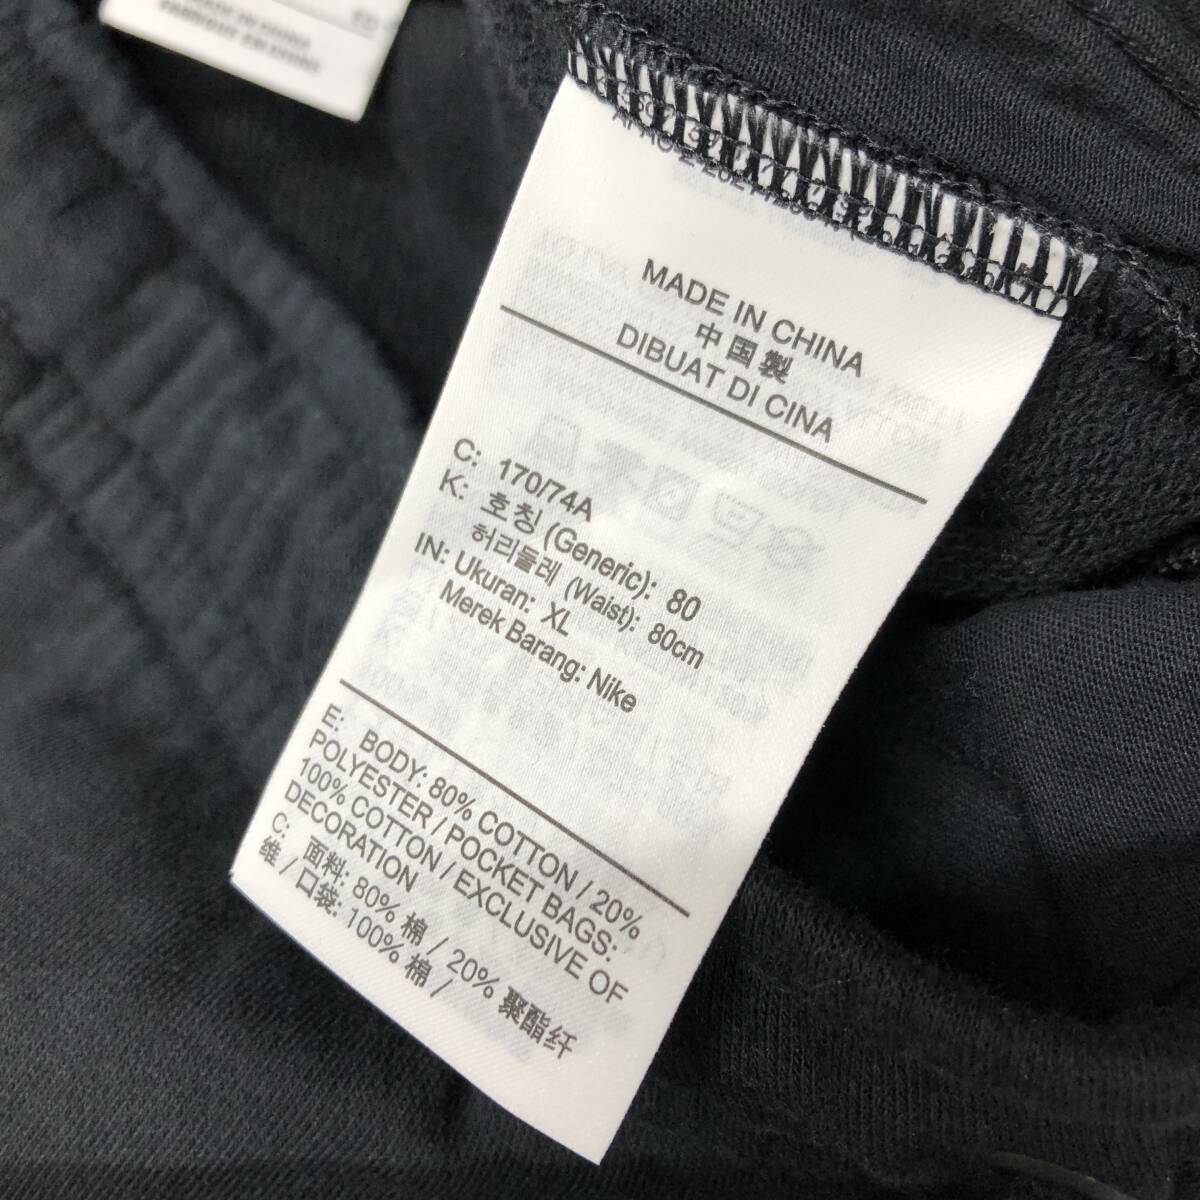 MADE IN CHINA
中国製
DIBUAT DI CINA
C: 170/74A
K: 호칭 (Generic): 80
허리둘레 (Waist): 80cm
IN: Ukuran: XL
Merek Barang: Nike
E: BODY: 80% COTTON / 20%
POLYESTER / POCKET BAGS:
100% COTTON / EXCLUSIVE OF
DECORATION
C: 面料: 80% 棉 / 20% 聚酯纤
维 / 口袋: 100% 棉 /